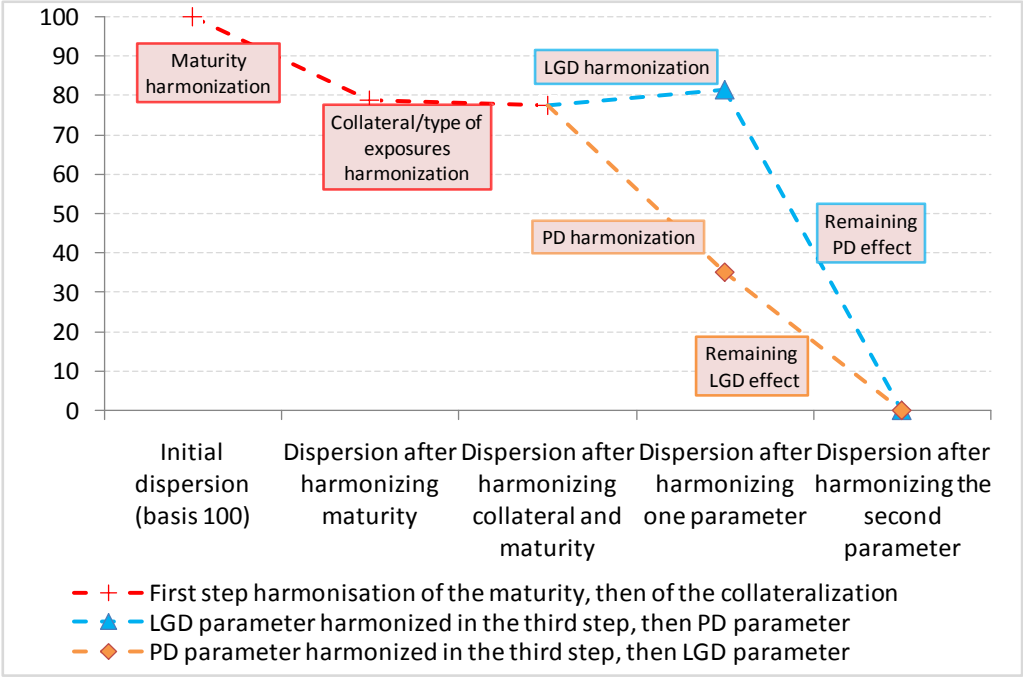 100
90
80
70
60
50
40
30
20
10
0
Maturity
harmonization
Collateral/type of
exposures
harmonization
LGD harmonization
PD harmonization
Remaining
PD effect
Remaining
LGD effect
Initial
dispersion
(basis 100)
Dispersion after
harmonizing
maturity
Dispersion after
harmonizing
collateral and
maturity
Dispersion after
harmonizing
one parameter
Dispersion after
harmonizing the
second
parameter
First step harmonisation of the maturity, then of the collateralization
LGD parameter harmonized in the third step, then PD parameter
PD parameter harmonized in the third step, then LGD parameter